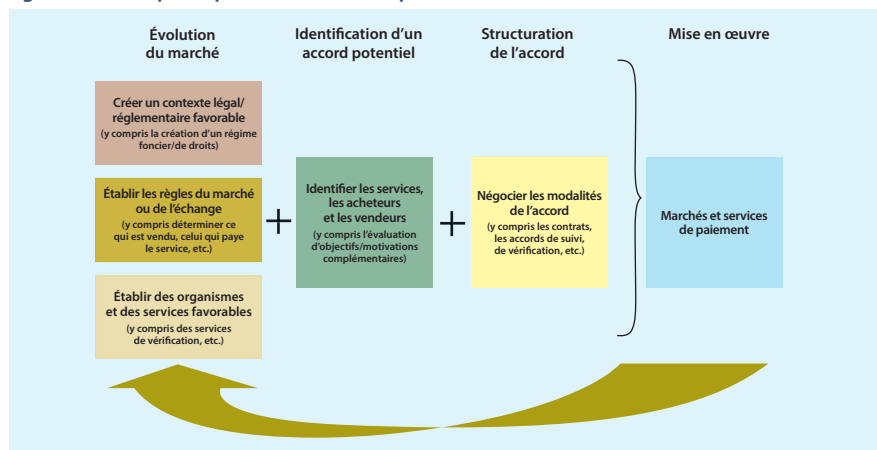 Évolution
du marché
Identification d'un
accord potentiel
Structuration
de l'accord
Mise en œuvre
Créer un contexte légal/
réglementaire favorable
(y compris la création d'un régime
foncier/de droits)
Établir les règles du marché
ou de l'échange
(y compris déterminer ce
qui est vendu, celui qui paye
le service, etc.)
Établir des organismes
et des services favorables
(y compris des services
de vérification, etc.)
+
Identifier les services,
les acheteurs
et les vendeurs
(y compris l'évaluation
d'objectifs/motivations
complémentaires)
+
Négocier les modalités
de l'accord
(y compris les contrats,
les accords de suivi,
de vérification, etc.)
Marchés et services
de paiement